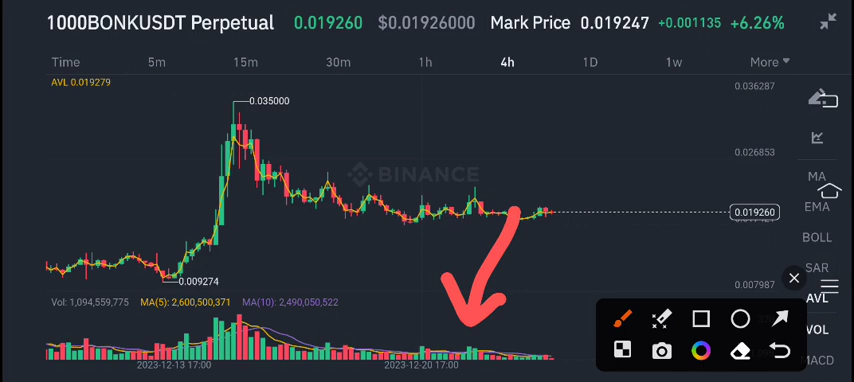 1000BONKUSDT Perpetual 0.019260 $0.01926000 Mark Price 0.019247 +0.001135 +6.26%
Time 5m 15m 30m 1h 4h 1D 1w More
AVL 0.019279
0.036287
0.035000
0.026853
BINANCE
MA
EMA
0.019260
BOLL
SAR
0.009274
0.007987
AVL
Vol: 1,094,559,775 MA(5): 2,600,500,371 MA(10): 2,490,050,522
VOL
MACD
2023-12-13 17:00 2023-12-20 17:00